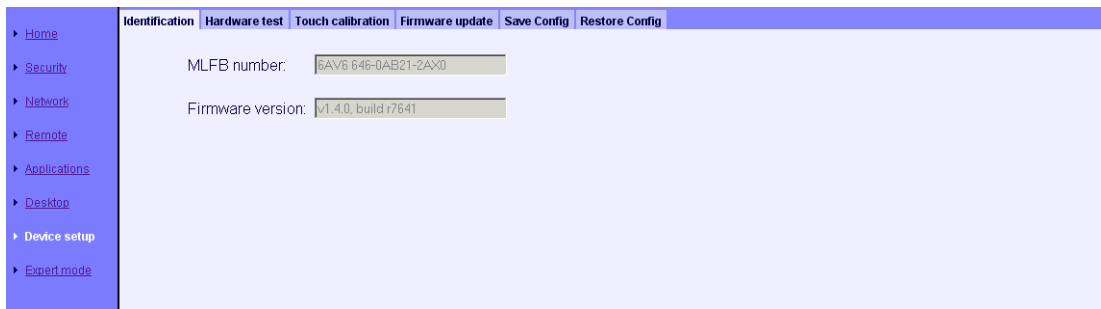 Identification Hardware test Touch calibration Firmware update Save Config Restore Config
Home
Security
Network
Remote
Applications
Desktop
Device setup
Expert mode
MLFB number: 6AV6 646-0AB21-2AX0
Firmware version: v1.4.0, build r7641